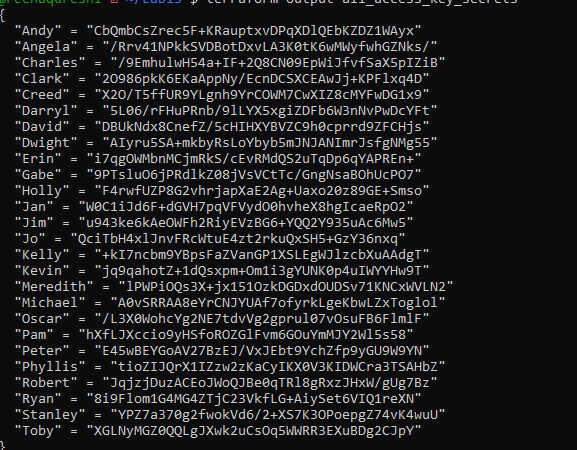 $ terraform output all_access_key_secrets
{
"Andy" = "CbQmbCsZrec5F+KRauptxvDPqXDlQEbKZDZ1WAyx"
"Angela" = "/Rrv41NPkkSVDBotDxvLA3K0tK6wMWyfwhGZNks/"
"Charles" = "/9EmhulwH54a+IF+2Q8CN09EpWiJfvfSaX5pIZiB"
"Clark" = "2O986pkK6EKaAppNy/EcnDCSXCEAwJj+KPFlxq4D"
"Creed" = "X2O/T5ffUR9YLgnh9YrCOWM7CwXIZ8cMYFwDG1x9"
"Darryl" = "5L06/rFHuPRnb/9lLYX5xgiZDFb6W3nNvPwDcYFt"
"David" = "DBUkNdx8CnefZ/5cHIHXYBVZC9h0cprrd9ZFCHjs"
"Dwight" = "AIyru5SA+mkbyRsLoYbyb5mJNJANImrJsfgNMg55"
"Erin" = "i7qgOWMbnMCjmRkS/cEvRMdQS2uTqDp6qYAPREn+"
"Gabe" = "9PTsluO6jPRdlkZ08jVsVCtTc/GngNsaBOhUcPO7"
"Holly" = "F4rwfUZP8G2vhrjapXaE2Ag+Uaxo20z89GE+Smso"
"Jan" = "W0C1iJd6F+dGVH7pqVFVydO0hvheX8hgIcaeRpO2"
"Jim" = "u943ke6kAeOWFh2RiyEVzBG6+YQQ2Y935uAc6Mw5"
"Jo" = "QciTbH4xlJnvFRcWtuE4zt2rkuQxSH5+GzY36nxq"
"Kelly" = "+kI7ncbm9YBpsFaZVanGP1XSLEgWJlzcbXuAAdgT"
"Kevin" = "jq9qahotZ+1dQsxpm+Om1i3gYUNK0p4uIWYYHw9T"
"Meredith" = "lPWPiOQs3X+jx151OzkDGDxdOUDSv71KNCxWVLN2"
"Michael" = "A0vSRRAA8eYrCNJYUAf7ofyrkLgeKbwLZxToglol"
"Oscar" = "/L3X0WohcYg2NE7tdvVg2gprul07vOsuFB6FlmlF"
"Pam" = "hXfLJXccio9yHSfoROZGlFvm6GOuYmMJY2Wl5s58"
"Peter" = "E45wBEYGoAV27BzEJ/VxJEbt9YchZfp9yGU9W9YN"
"Phyllis" = "tioZIJQrX1IZzw2zKaCyIKX0V3KIDWCra3TSAHbZ"
"Robert" = "JqjzjDuzACEoJWoQJBe0qTRl8gRxzJHxW/gUg7Bz"
"Ryan" = "8i9Flom1G4MG4ZTjC23VkfLG+AiySet6VIQ1reXN"
"Stanley" = "YPZ7a370g2fwokVd6/2+XS7K3OPoepgZ74vK4wuU"
"Toby" = "XGLNyMGZ0QQLgJXwk2uCsOq5WWRR3EXuBDg2CJpY"
}